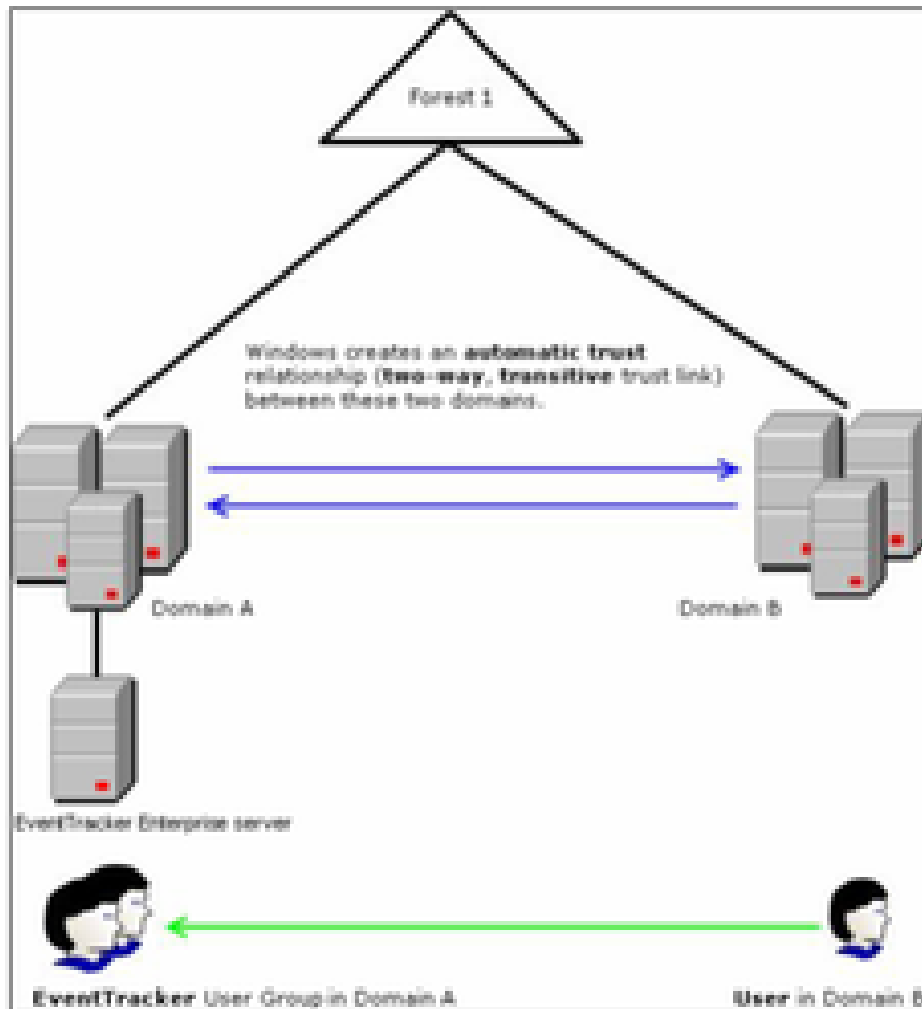 Forest 1
Windows creates an automatic trust
relationship (two-way, transitive trust link)
between these two domains.
Domain A
Domain B
EventTracker Enterprise server
EventTracker User Group in Domain A
User in Domain B